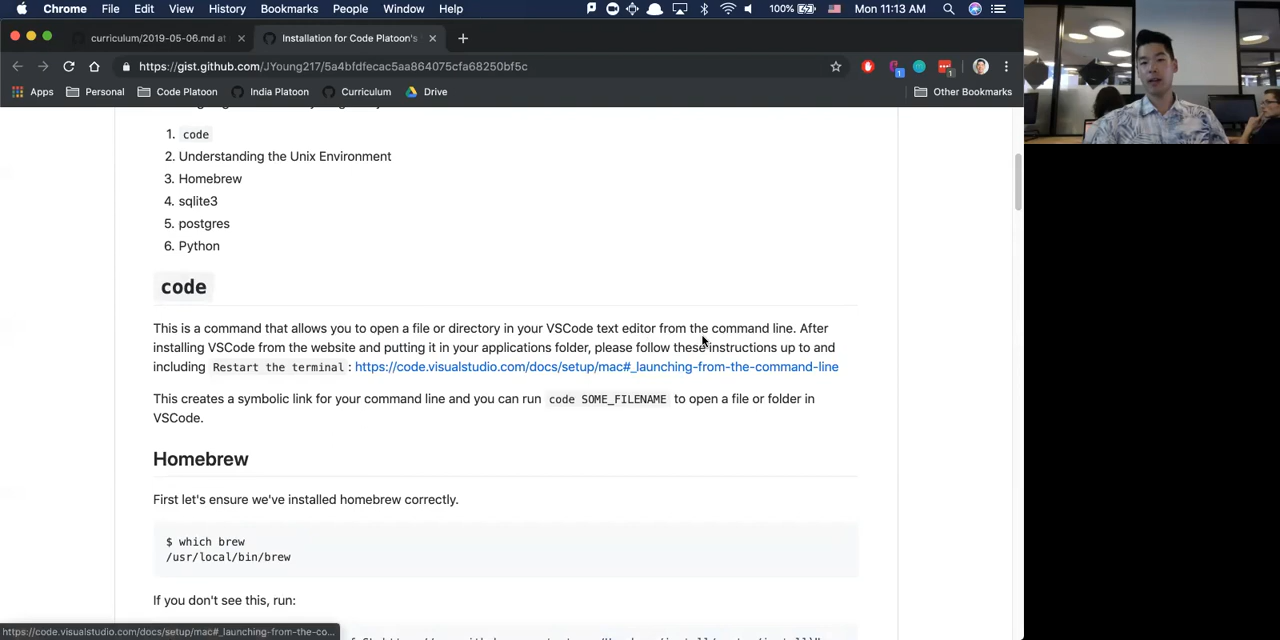 Chrome File Edit View History Bookmarks People Window Help 100% Mon 11:13 AM
curriculum/2019-05-06.md at Installation for Code Platoon's
https://gist.github.com/JYoung217/5a4bfdfecac5aa864075cfa68250bf5c
Apps Personal Code Platoon India Platoon Curriculum Drive Other Bookmarks
1. code
2. Understanding the Unix Environment
3. Homebrew
4. sqlite3
5. postgres
6. Python
code
This is a command that allows you to open a file or directory in your VSCode text editor from the command line. After
installing VSCode from the website and putting it in your applications folder, please follow these instructions up to and
including Restart the terminal : https://code.visualstudio.com/docs/setup/mac#_launching-from-the-command-line
This creates a symbolic link for your command line and you can run code SOME_FILENAME to open a file or folder in
VSCode.
Homebrew
First let's ensure we've installed homebrew correctly.
$ which brew
/usr/local/bin/brew
If you don't see this, run:
https://code.visualstudio.com/docs/setup/mac#_launching-from-the-co...